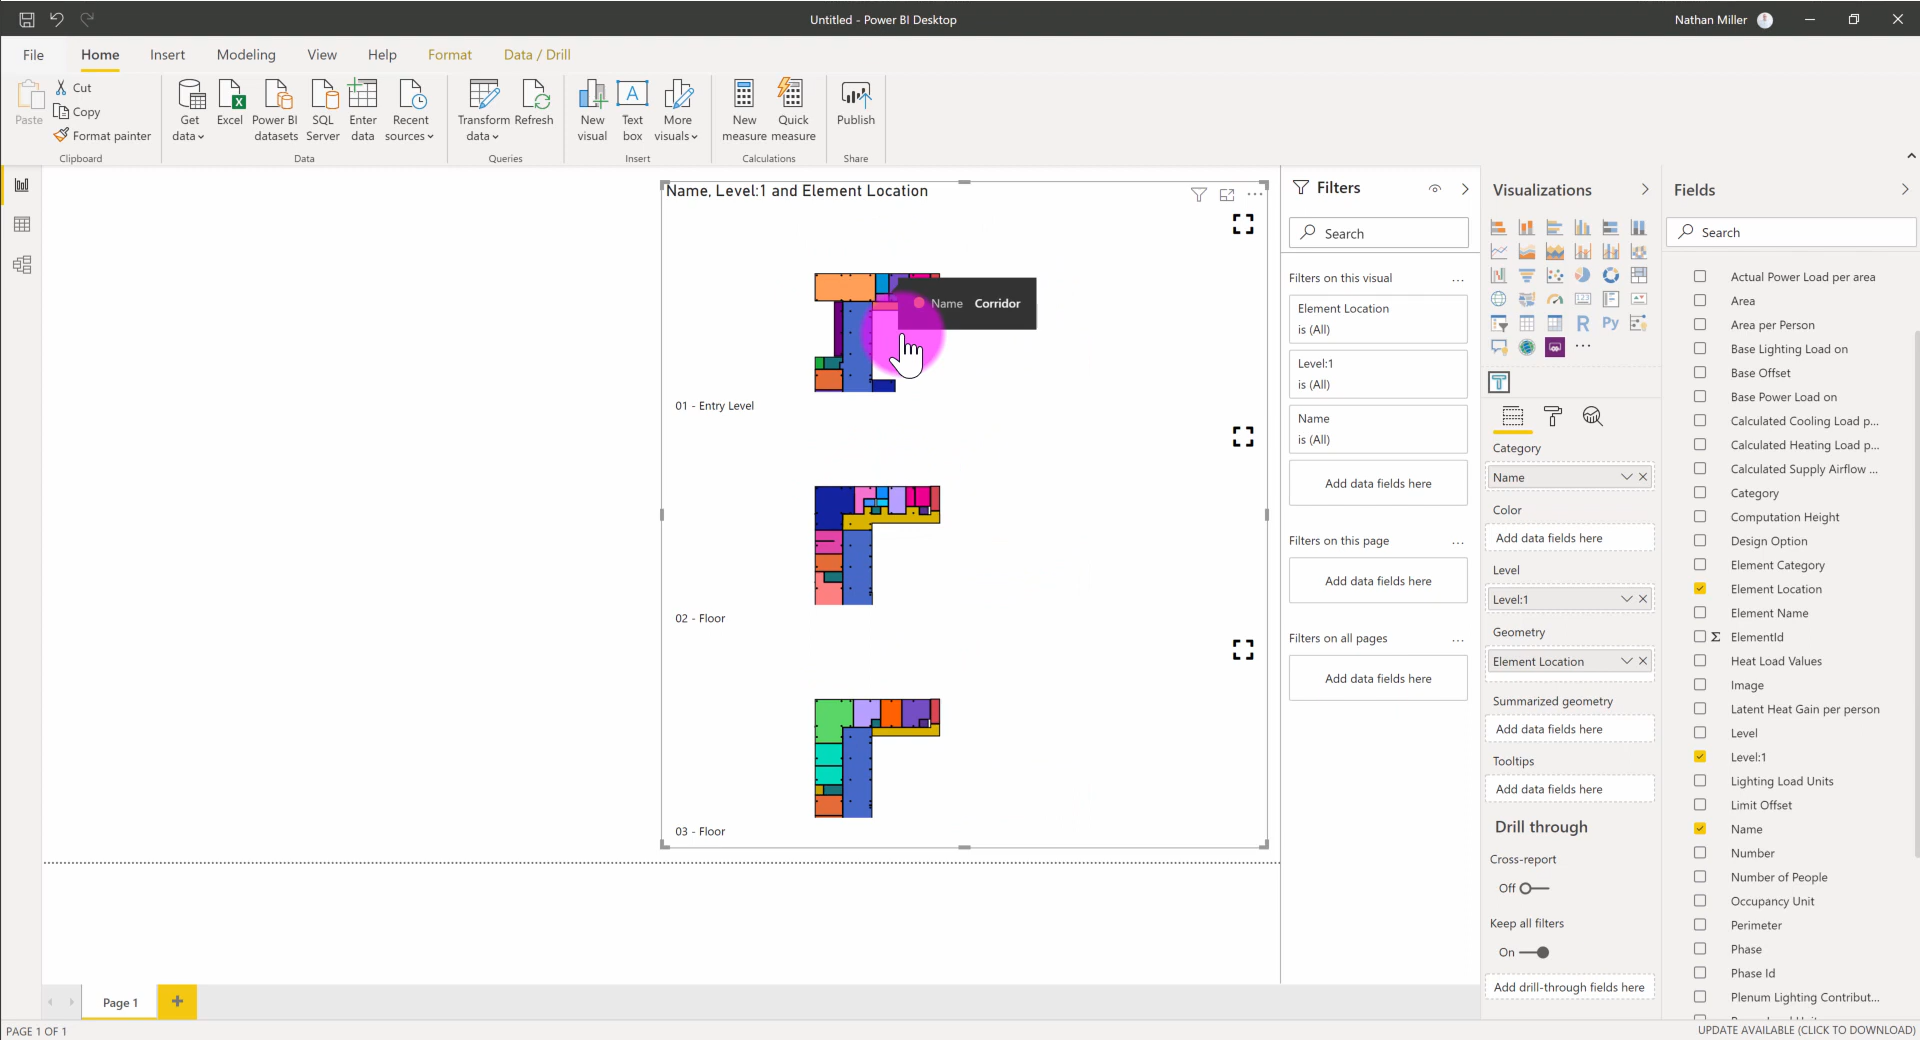 Untitled - Power BI Desktop
Nathan Miller
File
Home
Insert
Modeling
View
Help
Format
Data / Drill
Paste
Cut
Copy
Format painter
Clipboard
Get data
Excel
Power BI datasets
SQL Server
Enter data
Recent sources
Data
Transform data
Refresh
Queries
New visual
Text box
More visuals
Insert
New measure
Quick measure
Calculations
Publish
Share
Name, Level:1 and Element Location
Name Corridor
01 - Entry Level
02 - Floor
03 - Floor
Filters
Search
Filters on this visual
Element Location
is (All)
Level:1
is (All)
Name
is (All)
Add data fields here
Filters on this page
Add data fields here
Filters on all pages
Add data fields here
Visualizations
R
Py
Category
Name
Color
Add data fields here
Level
Level:1
Geometry
Element Location
Summarized geometry
Add data fields here
Tooltips
Add data fields here
Drill through
Cross-report
Off
Keep all filters
On
Add drill-through fields here
Fields
Search
Actual Power Load per area
Area
Area per Person
Base Lighting Load on
Base Offset
Base Power Load on
Calculated Cooling Load p...
Calculated Heating Load p...
Calculated Supply Airflow ...
Category
Computation Height
Design Option
Element Category
Element Location
Element Name
Σ ElementId
Heat Load Values
Image
Latent Heat Gain per person
Level
Level:1
Lighting Load Units
Limit Offset
Name
Number
Number of People
Occupancy Unit
Perimeter
Phase
Phase Id
Plenum Lighting Contribut...
Page 1
PAGE 1 OF 1
UPDATE AVAILABLE (CLICK TO DOWNLOAD)